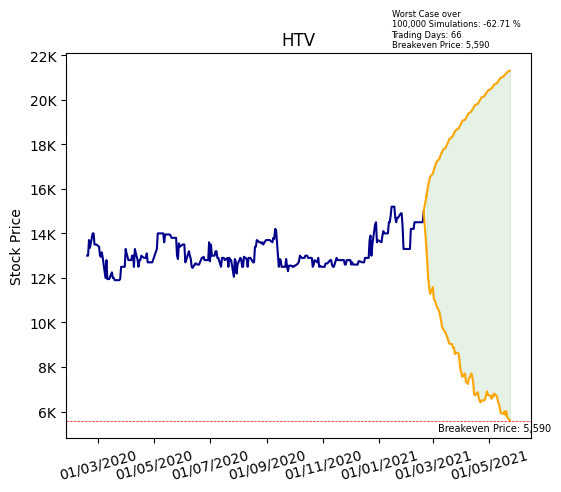 Worst Case over
100,000 Simulations: -62.71 %
Trading Days: 66
Breakeven Price: 5,590
HTV
Stock Price
22K
20K
18K
16K
14K
12K
10K
8K
6K
Breakeven Price: 5,590
01/03/2020 01/05/2020 01/07/2020 01/09/2020 01/11/2020 01/01/2021 01/03/2021 01/05/2021